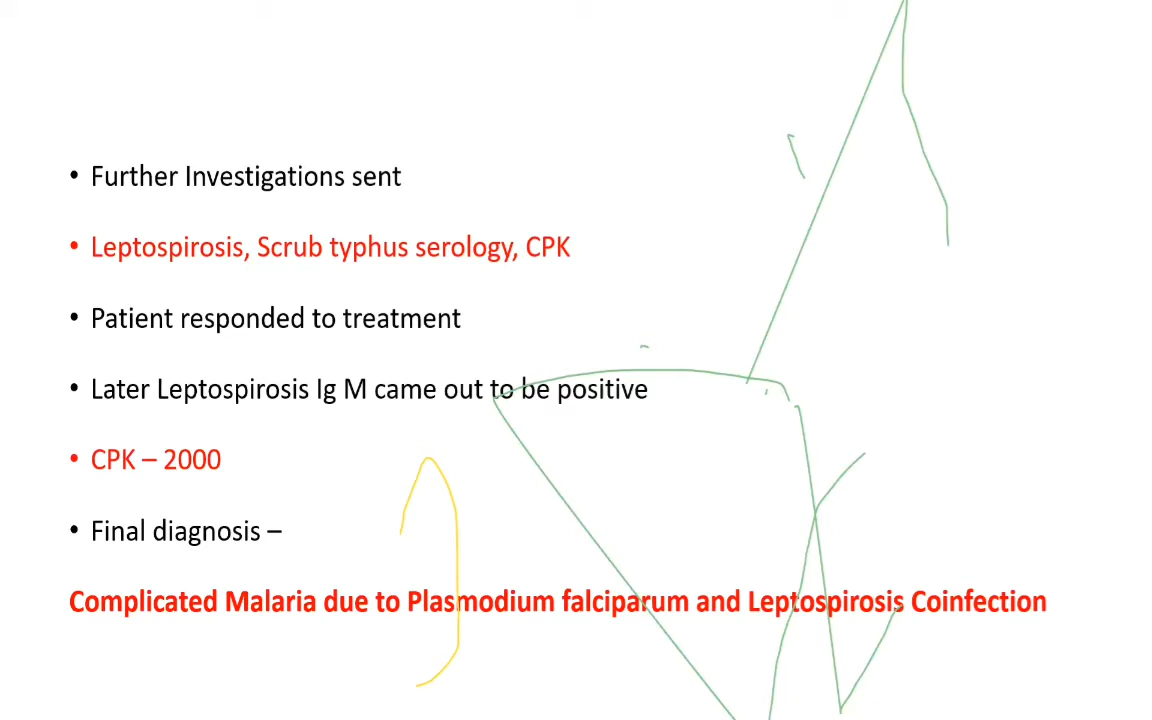 • Further Investigations sent
• Leptospirosis, Scrub typhus serology, CPK
• Patient responded to treatment
• Later Leptospirosis Ig M came out to be positive
• CPK – 2000
• Final diagnosis –
Complicated Malaria due to Plasmodium falciparum and Leptospirosis Coinfection